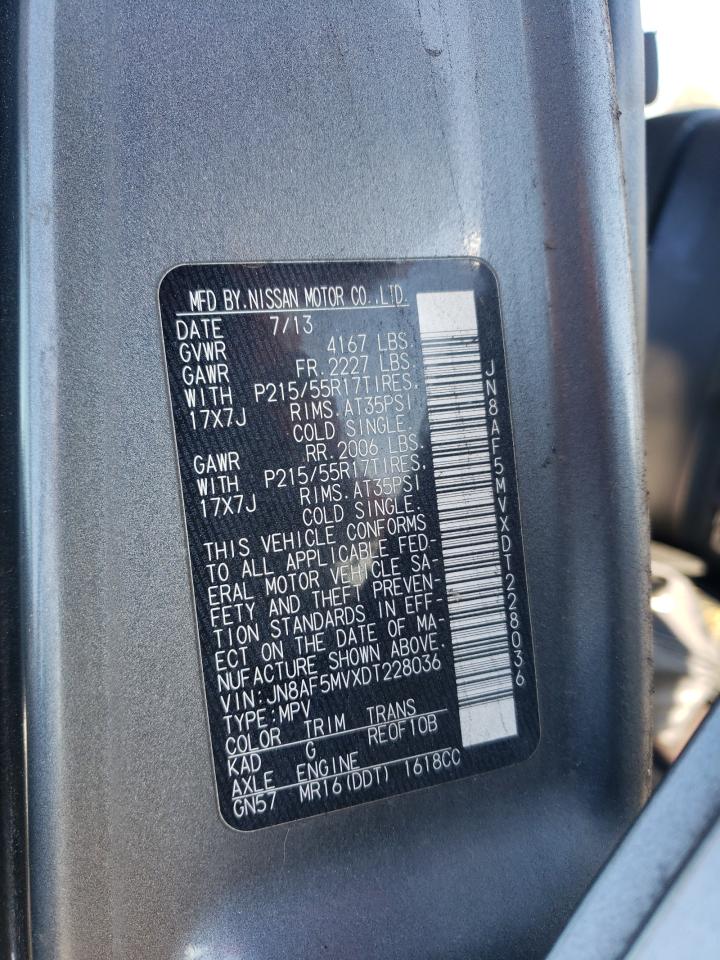 MFD BY.NISSAN MOTOR CO.,LTD.
DATE 7/13
GVWR 4167 LBS.
GAWR FR.2227 LBS
WITH P215/55R17TIRES.
17X7J RIMS.AT35PSI
COLD SINGLE.
GAWR RR.2006 LBS.
WITH P215/55R17TIRES.
17X7J RIMS.AT35PSI
COLD SINGLE.
THIS VEHICLE CONFORMS
TO ALL APPLICABLE FED-
ERAL MOTOR VEHICLE SA-
FETY AND THEFT PREVEN-
TION STANDARDS IN EFF-
ECT ON THE DATE OF MA-
NUFACTURE SHOWN ABOVE.
VIN:JN8AF5MVXDT228036
TYPE:MPV
COLOR TRIM TRANS
KAD G REOF10B
AXLE ENGINE
GN57 MR16(DDT) 1618CC
JN8AF5MVXDT228036